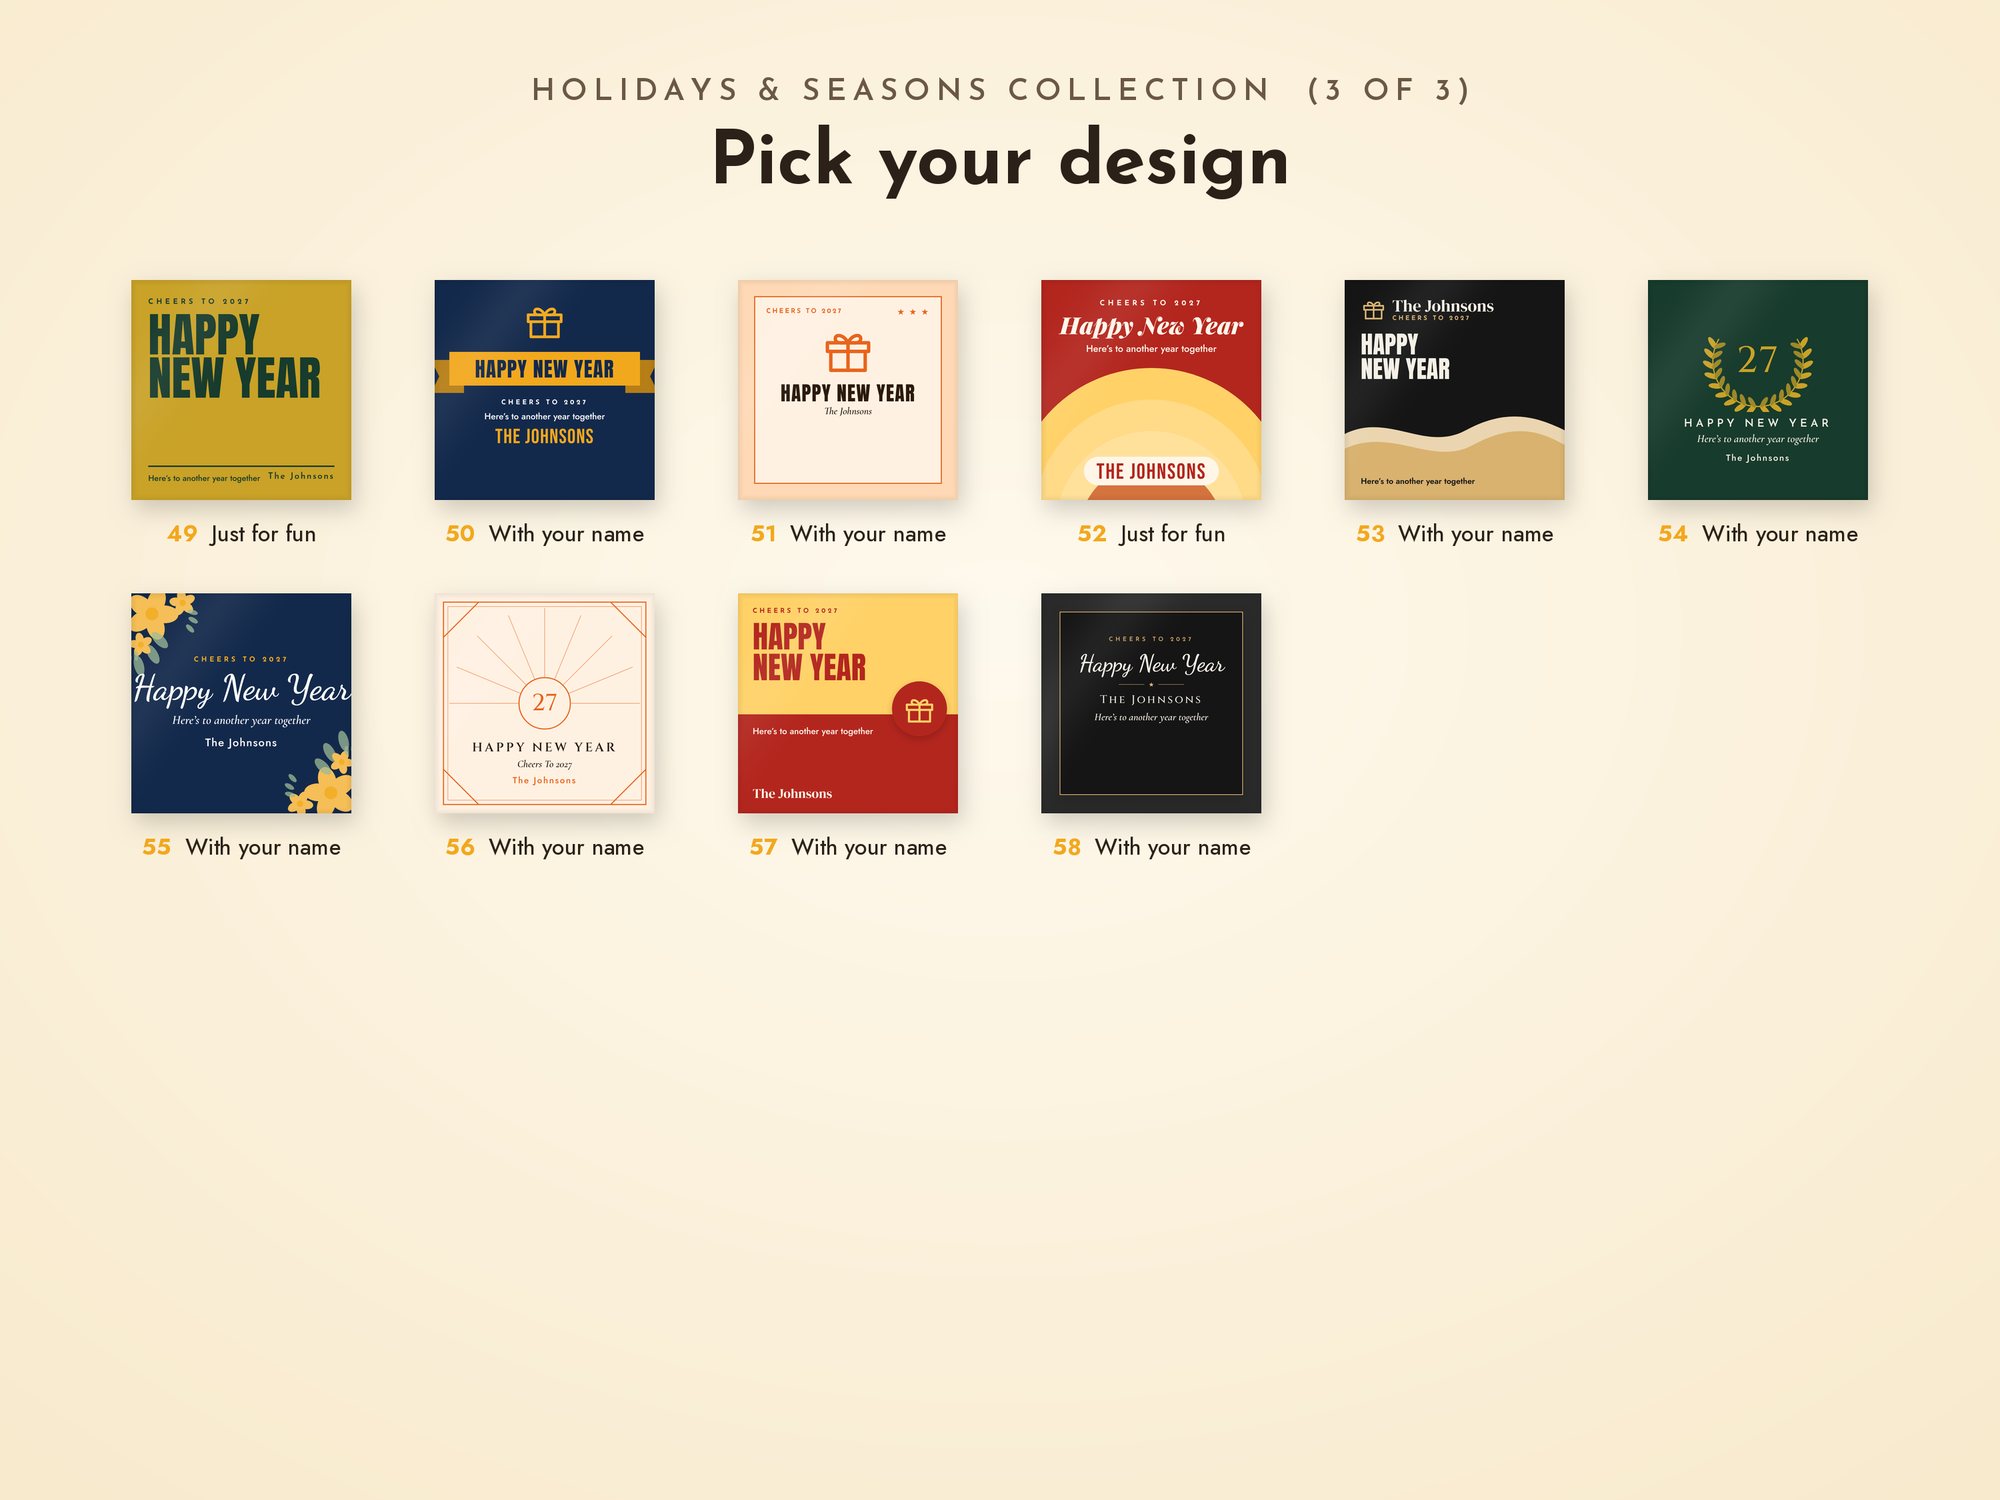 HOLIDAYS & SEASONS COLLECTION (3 OF 3)
Pick your design
CHEERS TO 2027
HAPPY
NEW YEAR
Here's to another year together The Johnsons
49 Just for fun
HAPPY NEW YEAR
CHEERS TO 2027
Here's to another year together
THE JOHNSONS
50 With your name
CHEERS TO 2027
HAPPY NEW YEAR
The Johnsons
51 With your name
CHEERS TO 2027
Happy New Year
Here's to another year together
THE JOHNSONS
52 Just for fun
The Johnsons
CHEERS TO 2027
HAPPY
NEW YEAR
Here's to another year together
53 With your name
27
HAPPY NEW YEAR
Here's to another year together
The Johnsons
54 With your name
CHEERS TO 2027
Happy New Year
Here's to another year together
The Johnsons
55 With your name
27
HAPPY NEW YEAR
Cheers To 2027
The Johnsons
56 With your name
CHEERS TO 2027
HAPPY
NEW YEAR
Here's to another year together
The Johnsons
57 With your name
CHEERS TO 2027
Happy New Year
The Johnsons
Here's to another year together
58 With your name